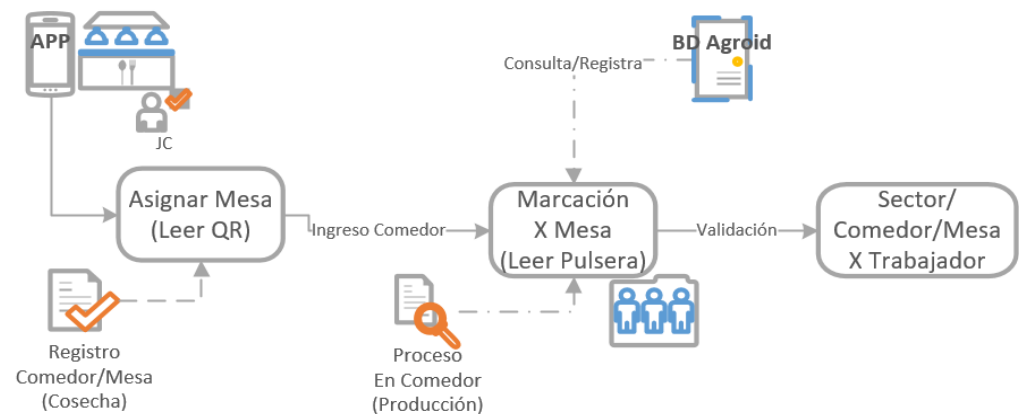 APP
BD Agroid
Consulta/Registra
JC
Asignar Mesa
(Leer QR)
Ingreso Comedor
Marcación
X Mesa
(Leer Pulsera)
Validación
Sector/
Comedor/Mesa
X Trabajador
Registro
Comedor/Mesa
(Cosecha)
Proceso
En Comedor
(Producción)